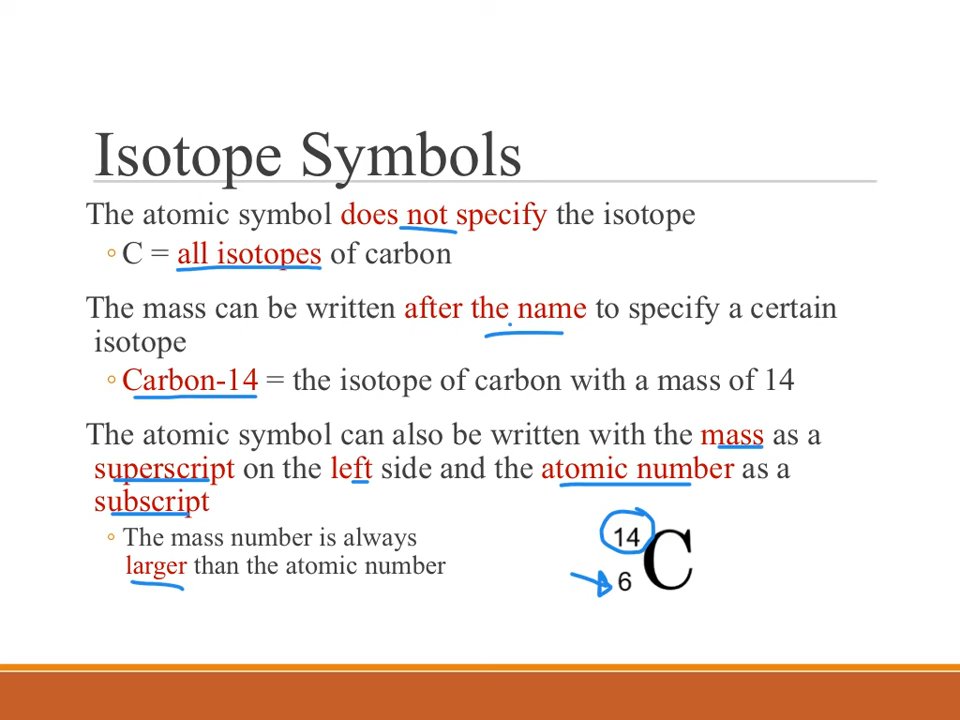 Isotope Symbols
The atomic symbol does not specify the isotope
◦ C = all isotopes of carbon
The mass can be written after the name to specify a certain
isotope
◦ Carbon-14 = the isotope of carbon with a mass of 14
The atomic symbol can also be written with the mass as a
superscript on the left side and the atomic number as a
subscript
◦ The mass number is always
larger than the atomic number
14
C
6